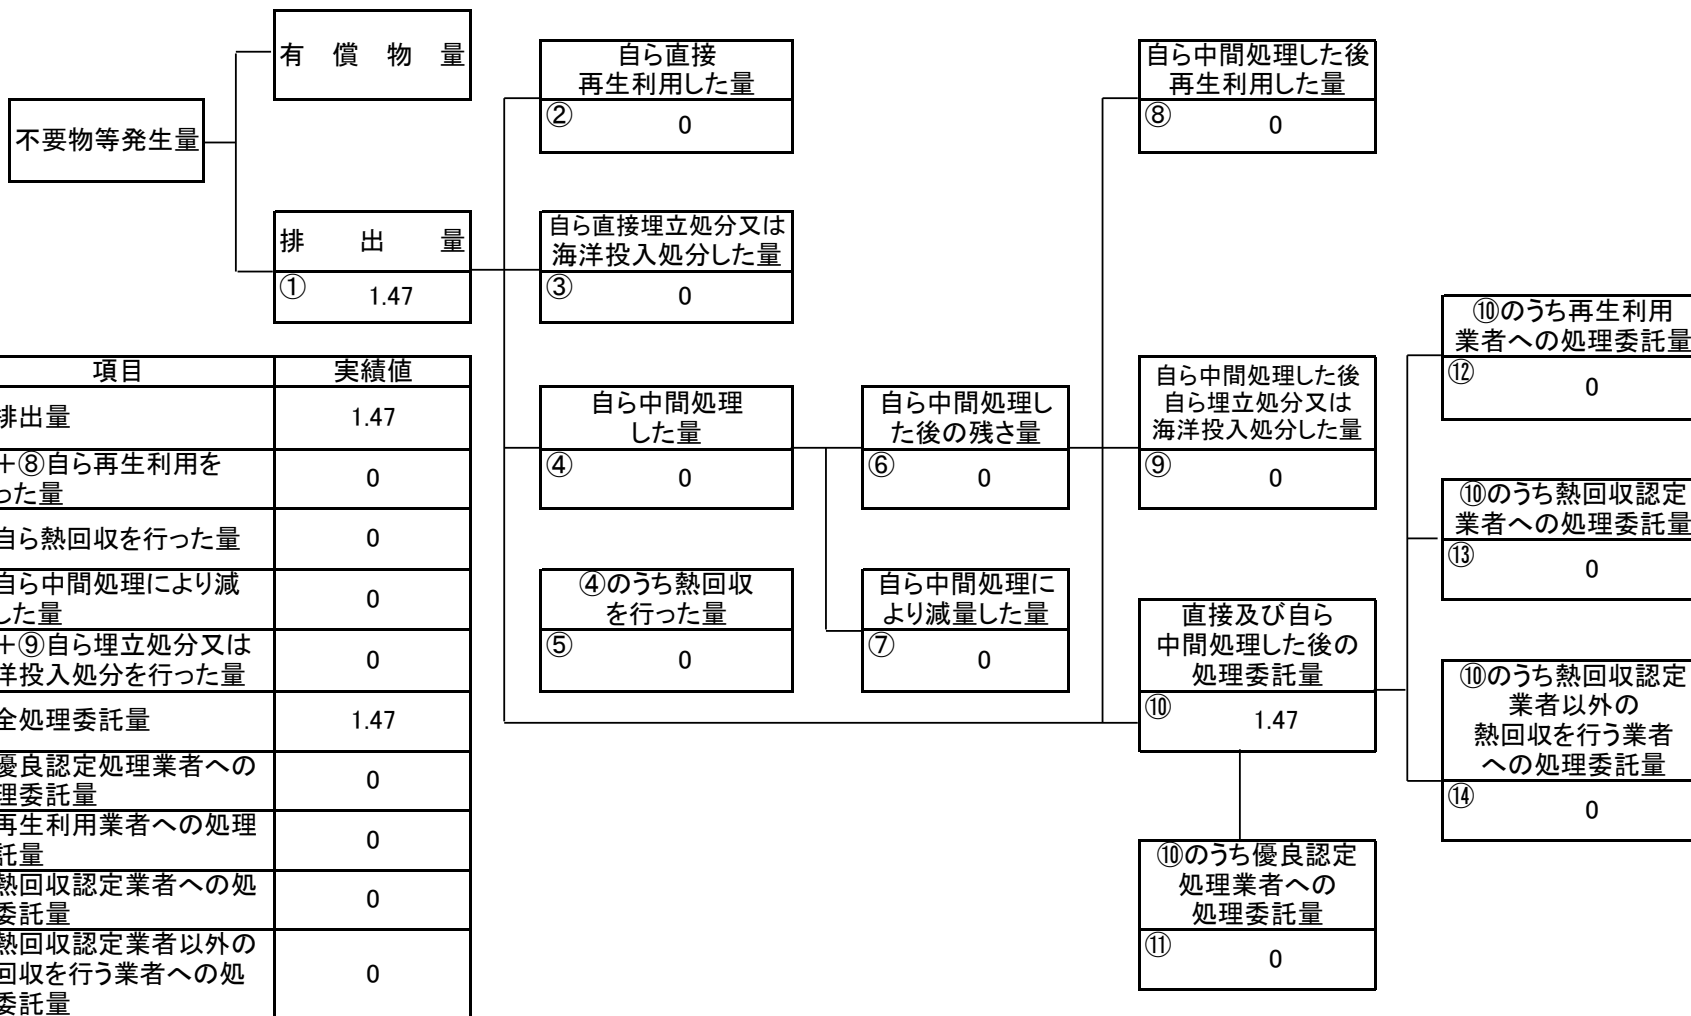 有償物量
不要物等発生量
排出量
① 1.47
自ら直接
再生利用した量
② 0
自ら直接埋立処分又は
海洋投入処分した量
③ 0
自ら中間処理
した量
④ 0
④のうち熱回収
を行った量
⑤ 0
自ら中間処理し
た後の残さ量
⑥ 0
自ら中間処理に
より減量した量
⑦ 0
自ら中間処理した後
再生利用した量
⑧ 0
自ら中間処理した後
自ら埋立処分又は
海洋投入処分した量
⑨ 0
直接及び自ら
中間処理した後の
処理委託量
⑩ 1.47
⑩のうち優良認定
処理業者への
処理委託量
⑪ 0
⑩のうち再生利用
業者への処理委託量
⑫ 0
⑩のうち熱回収認定
業者への処理委託量
⑬ 0
⑩のうち熱回収認定
業者以外の
熱回収を行う業者
への処理委託量
⑭ 0
項目 実績値
排出量 1.47
+⑧自ら再生利用を
った量 0
自ら熱回収を行った量 0
自ら中間処理により減
した量 0
+⑨自ら埋立処分又は
洋投入処分を行った量 0
全処理委託量 1.47
優良認定処理業者への
理委託量 0
再生利用業者への処理
託量 0
熱回収認定業者への処
委託量 0
熱回収認定業者以外の
回収を行う業者への処
委託量 0